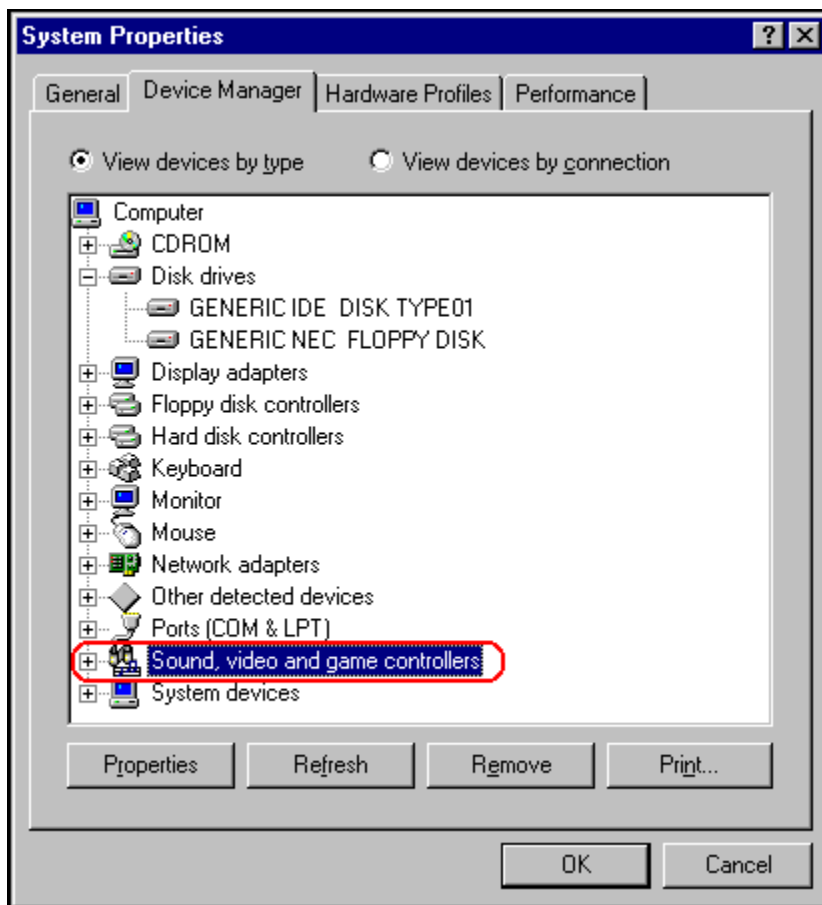 System Properties
General Device Manager Hardware Profiles Performance
View devices by type View devices by connection
Computer
CDROM
Disk drives
GENERIC IDE DISK TYPE01
GENERIC NEC FLOPPY DISK
Display adapters
Floppy disk controllers
Hard disk controllers
Keyboard
Monitor
Mouse
Network adapters
Other detected devices
Ports (COM & LPT)
Sound, video and game controllers
System devices
Properties Refresh Remove Print...
OK Cancel